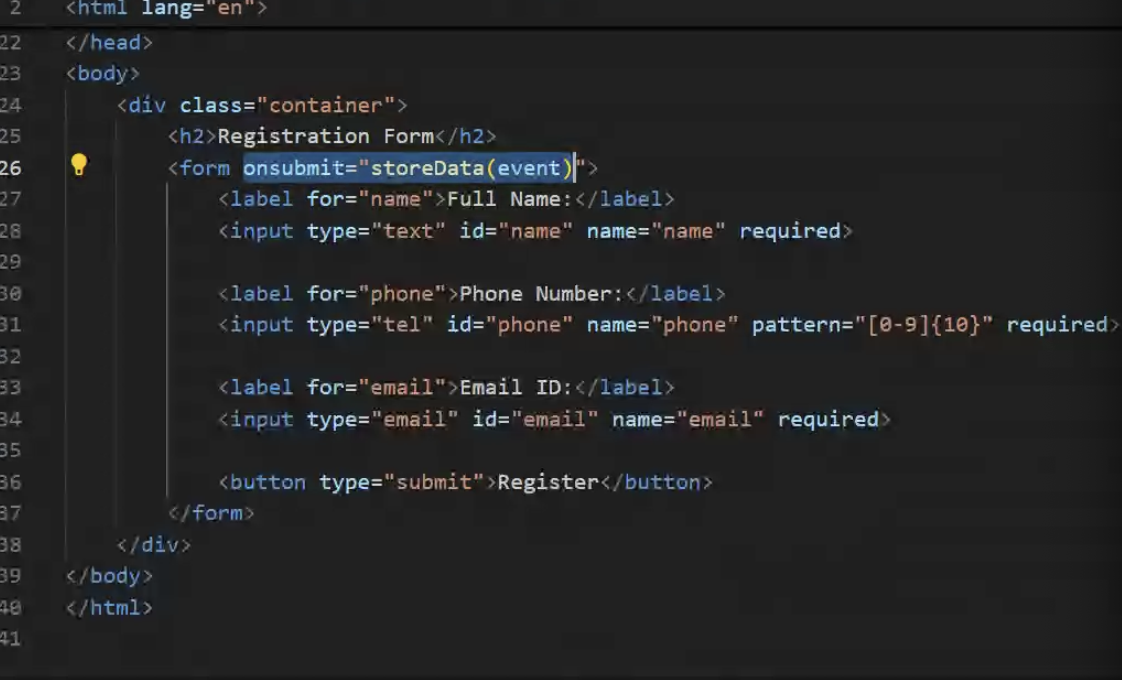 2 <html lang="en">
22 </head>
23 <body>
24 <div class="container">
25 <h2>Registration Form</h2>
26 <form onsubmit="storeData(event)">
27 <label for="name">Full Name:</label>
28 <input type="text" id="name" name="name" required>
29
30 <label for="phone">Phone Number:</label>
31 <input type="tel" id="phone" name="phone" pattern="[0-9]{10}" required>
32
33 <label for="email">Email ID:</label>
34 <input type="email" id="email" name="email" required>
35
36 <button type="submit">Register</button>
37 </form>
38 </div>
39 </body>
40 </html>
41